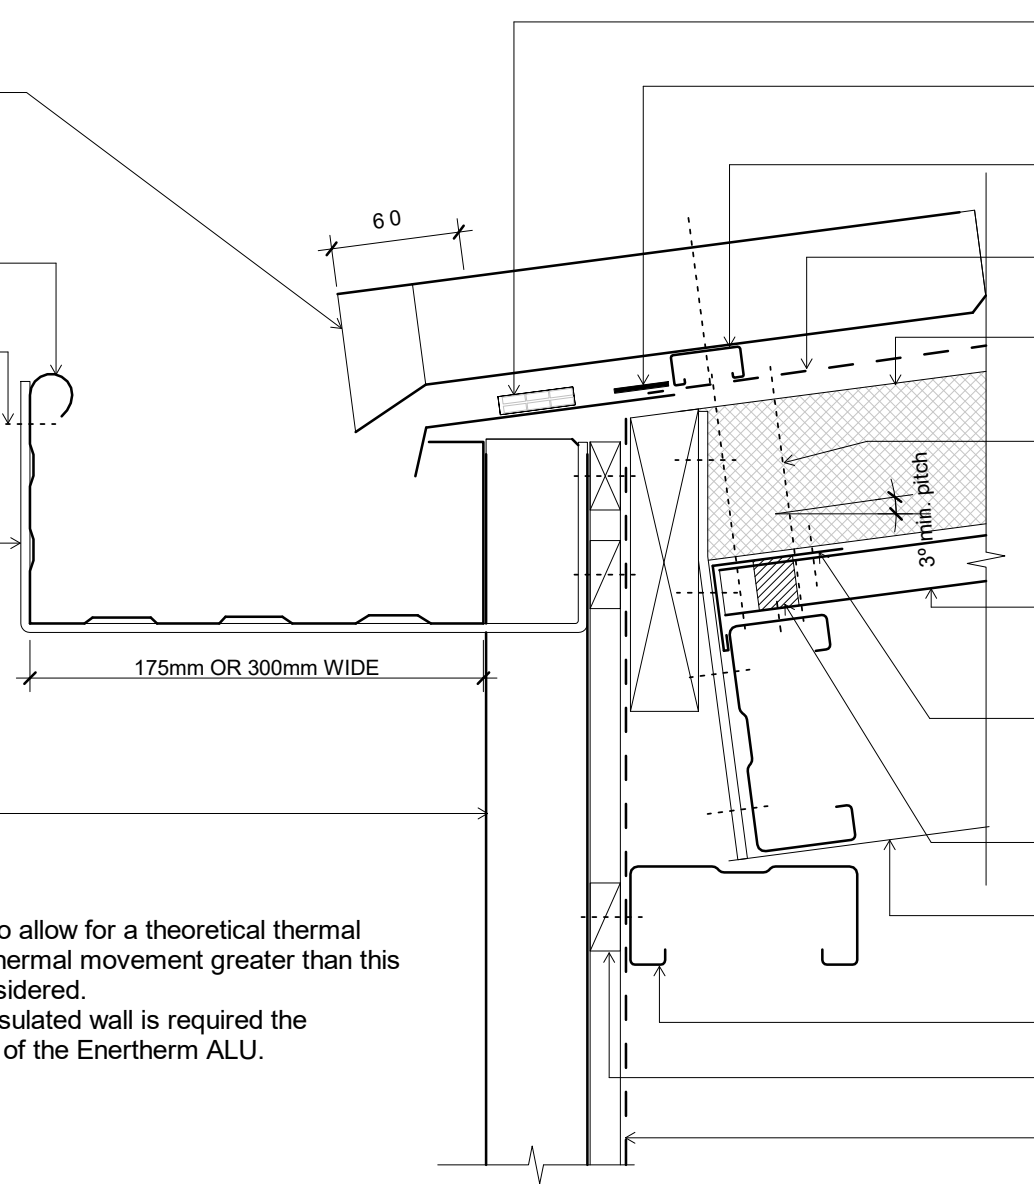 60
3º min. pitch
175mm OR 300mm WIDE
o allow for a theoretical thermal
hermal movement greater than this
sidered.
sulated wall is required the
of the Enertherm ALU.